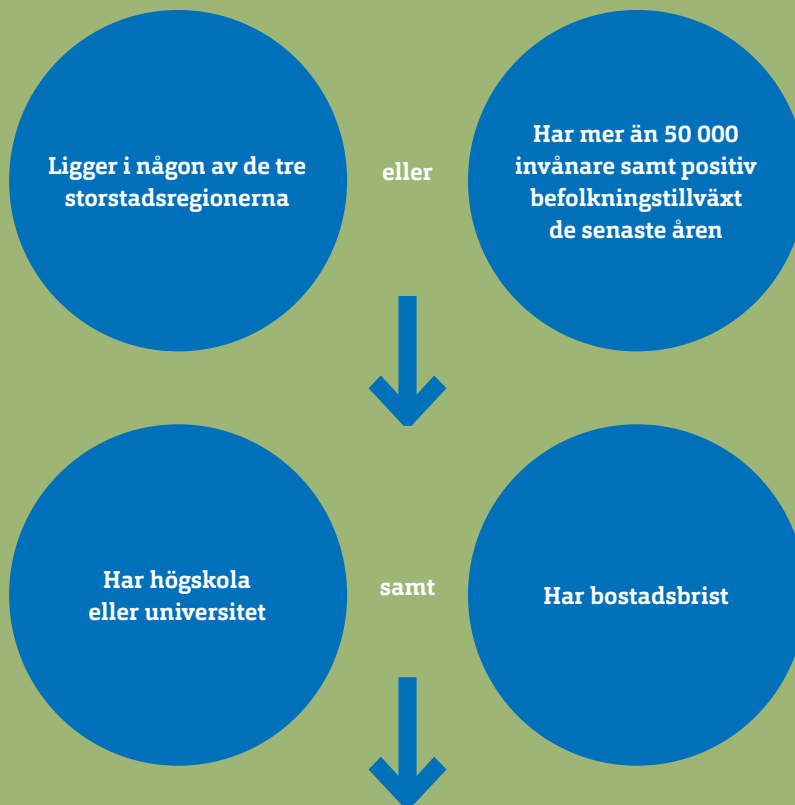 Ligger i någon av de tre
storstadsregionerna
eller
Har mer än 50 000
invånare samt positiv
befolkningstillväxt
de senaste åren
Har högskola
eller universitet
samt
Har bostadsbrist